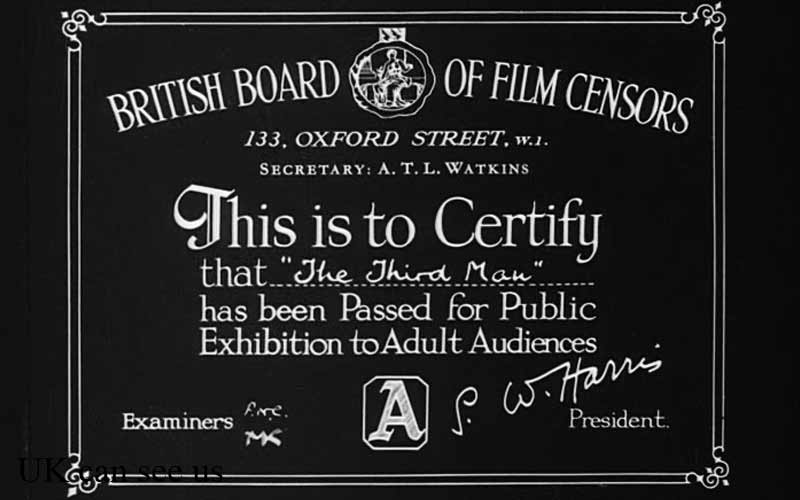 BRITISH BOARD OF FILM CENSORS
133, OXFORD STREET, W.1.
SECRETARY: A. T. L. WATKINS
This is to Certify
that "The Third Man"
has been Passed for Public
Exhibition to Adult Audiences
A
S. W. Harris
Examiners
President.
UK can see us